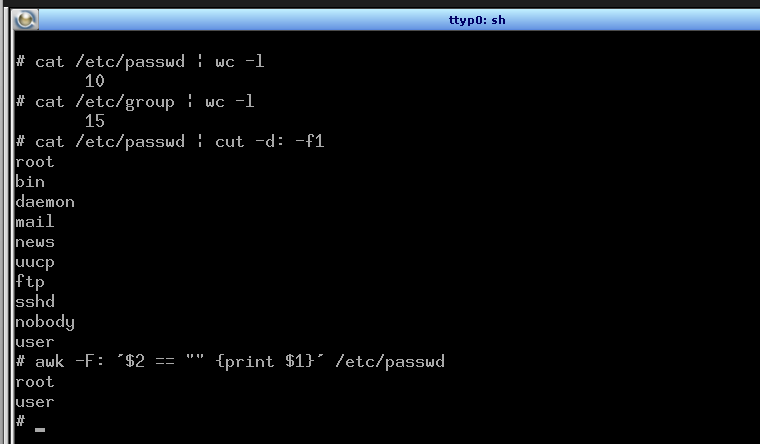 ttyp0: sh
# cat /etc/passwd ¦ wc -l
10
# cat /etc/group ¦ wc -l
15
# cat /etc/passwd ¦ cut -d: -f1
root
bin
daemon
mail
news
uucp
ftp
sshd
nobody
user
# awk -F: ´$2 == "" {print $1}´ /etc/passwd
root
user
# _